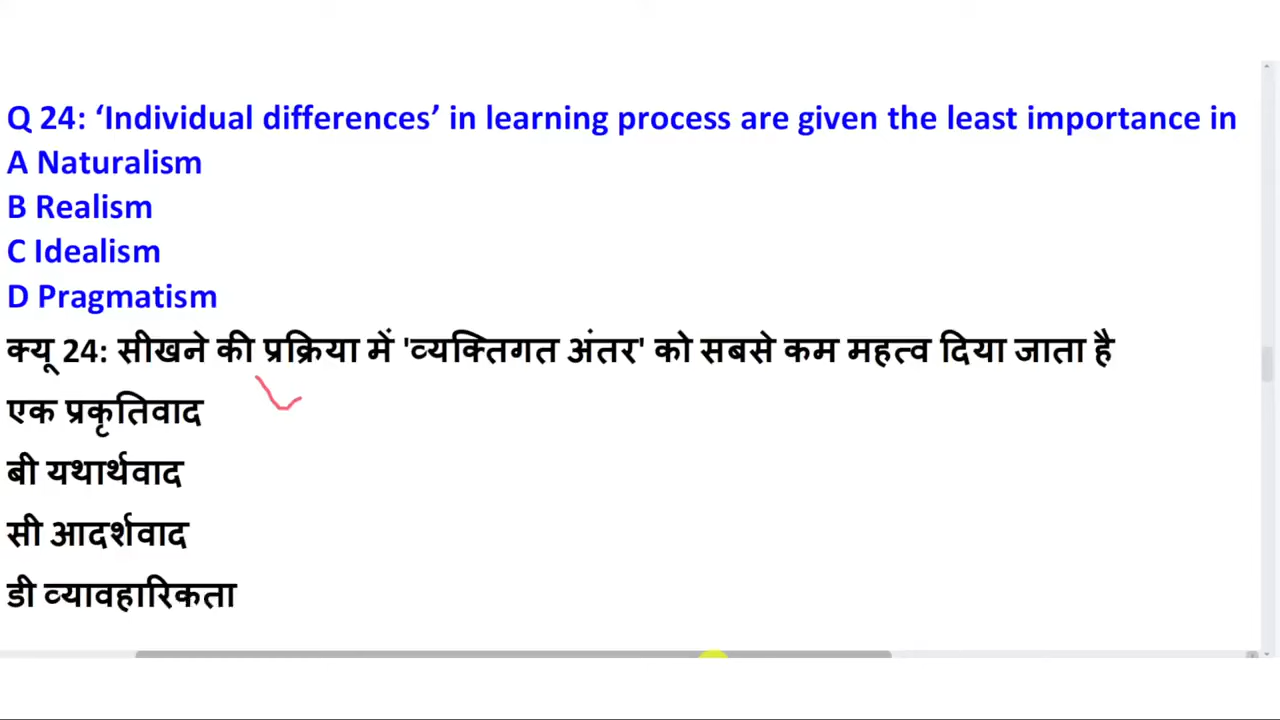 Q 24: ‘Individual differences’ in learning process are given the least importance in
A Naturalism
B Realism
C Idealism
D Pragmatism
क्यू 24: सीखने की प्रक्रिया में 'व्यक्तिगत अंतर' को सबसे कम महत्व दिया जाता है
एक प्रकृतिवाद
बी यथार्थवाद
सी आदर्शवाद
डी व्यावहारिकता